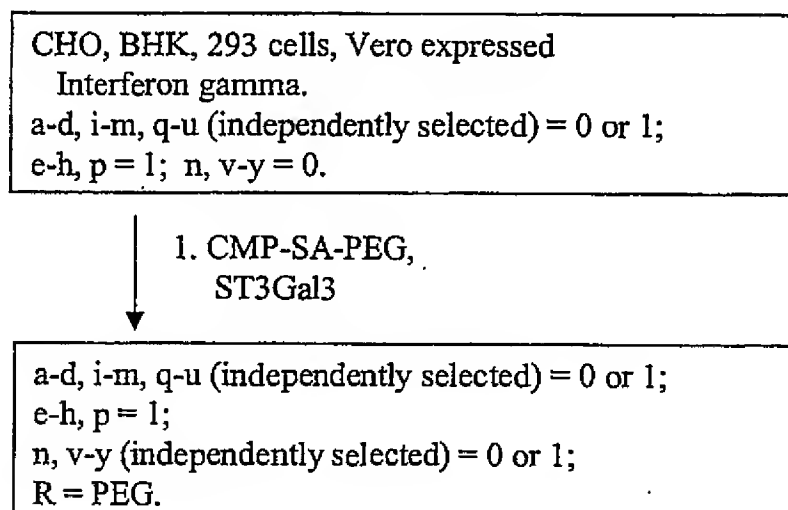 CHO, BHK, 293 cells, Vero expressed
Interferon gamma.
a-d, i-m, q-u (independently selected) = 0 or 1;
e-h, p = 1; n, v-y = 0.
1. CMP-SA-PEG,
ST3Gal3
a-d, i-m, q-u (independently selected) = 0 or 1;
e-h, p = 1;
n, v-y (independently selected) = 0 or 1;
R = PEG.